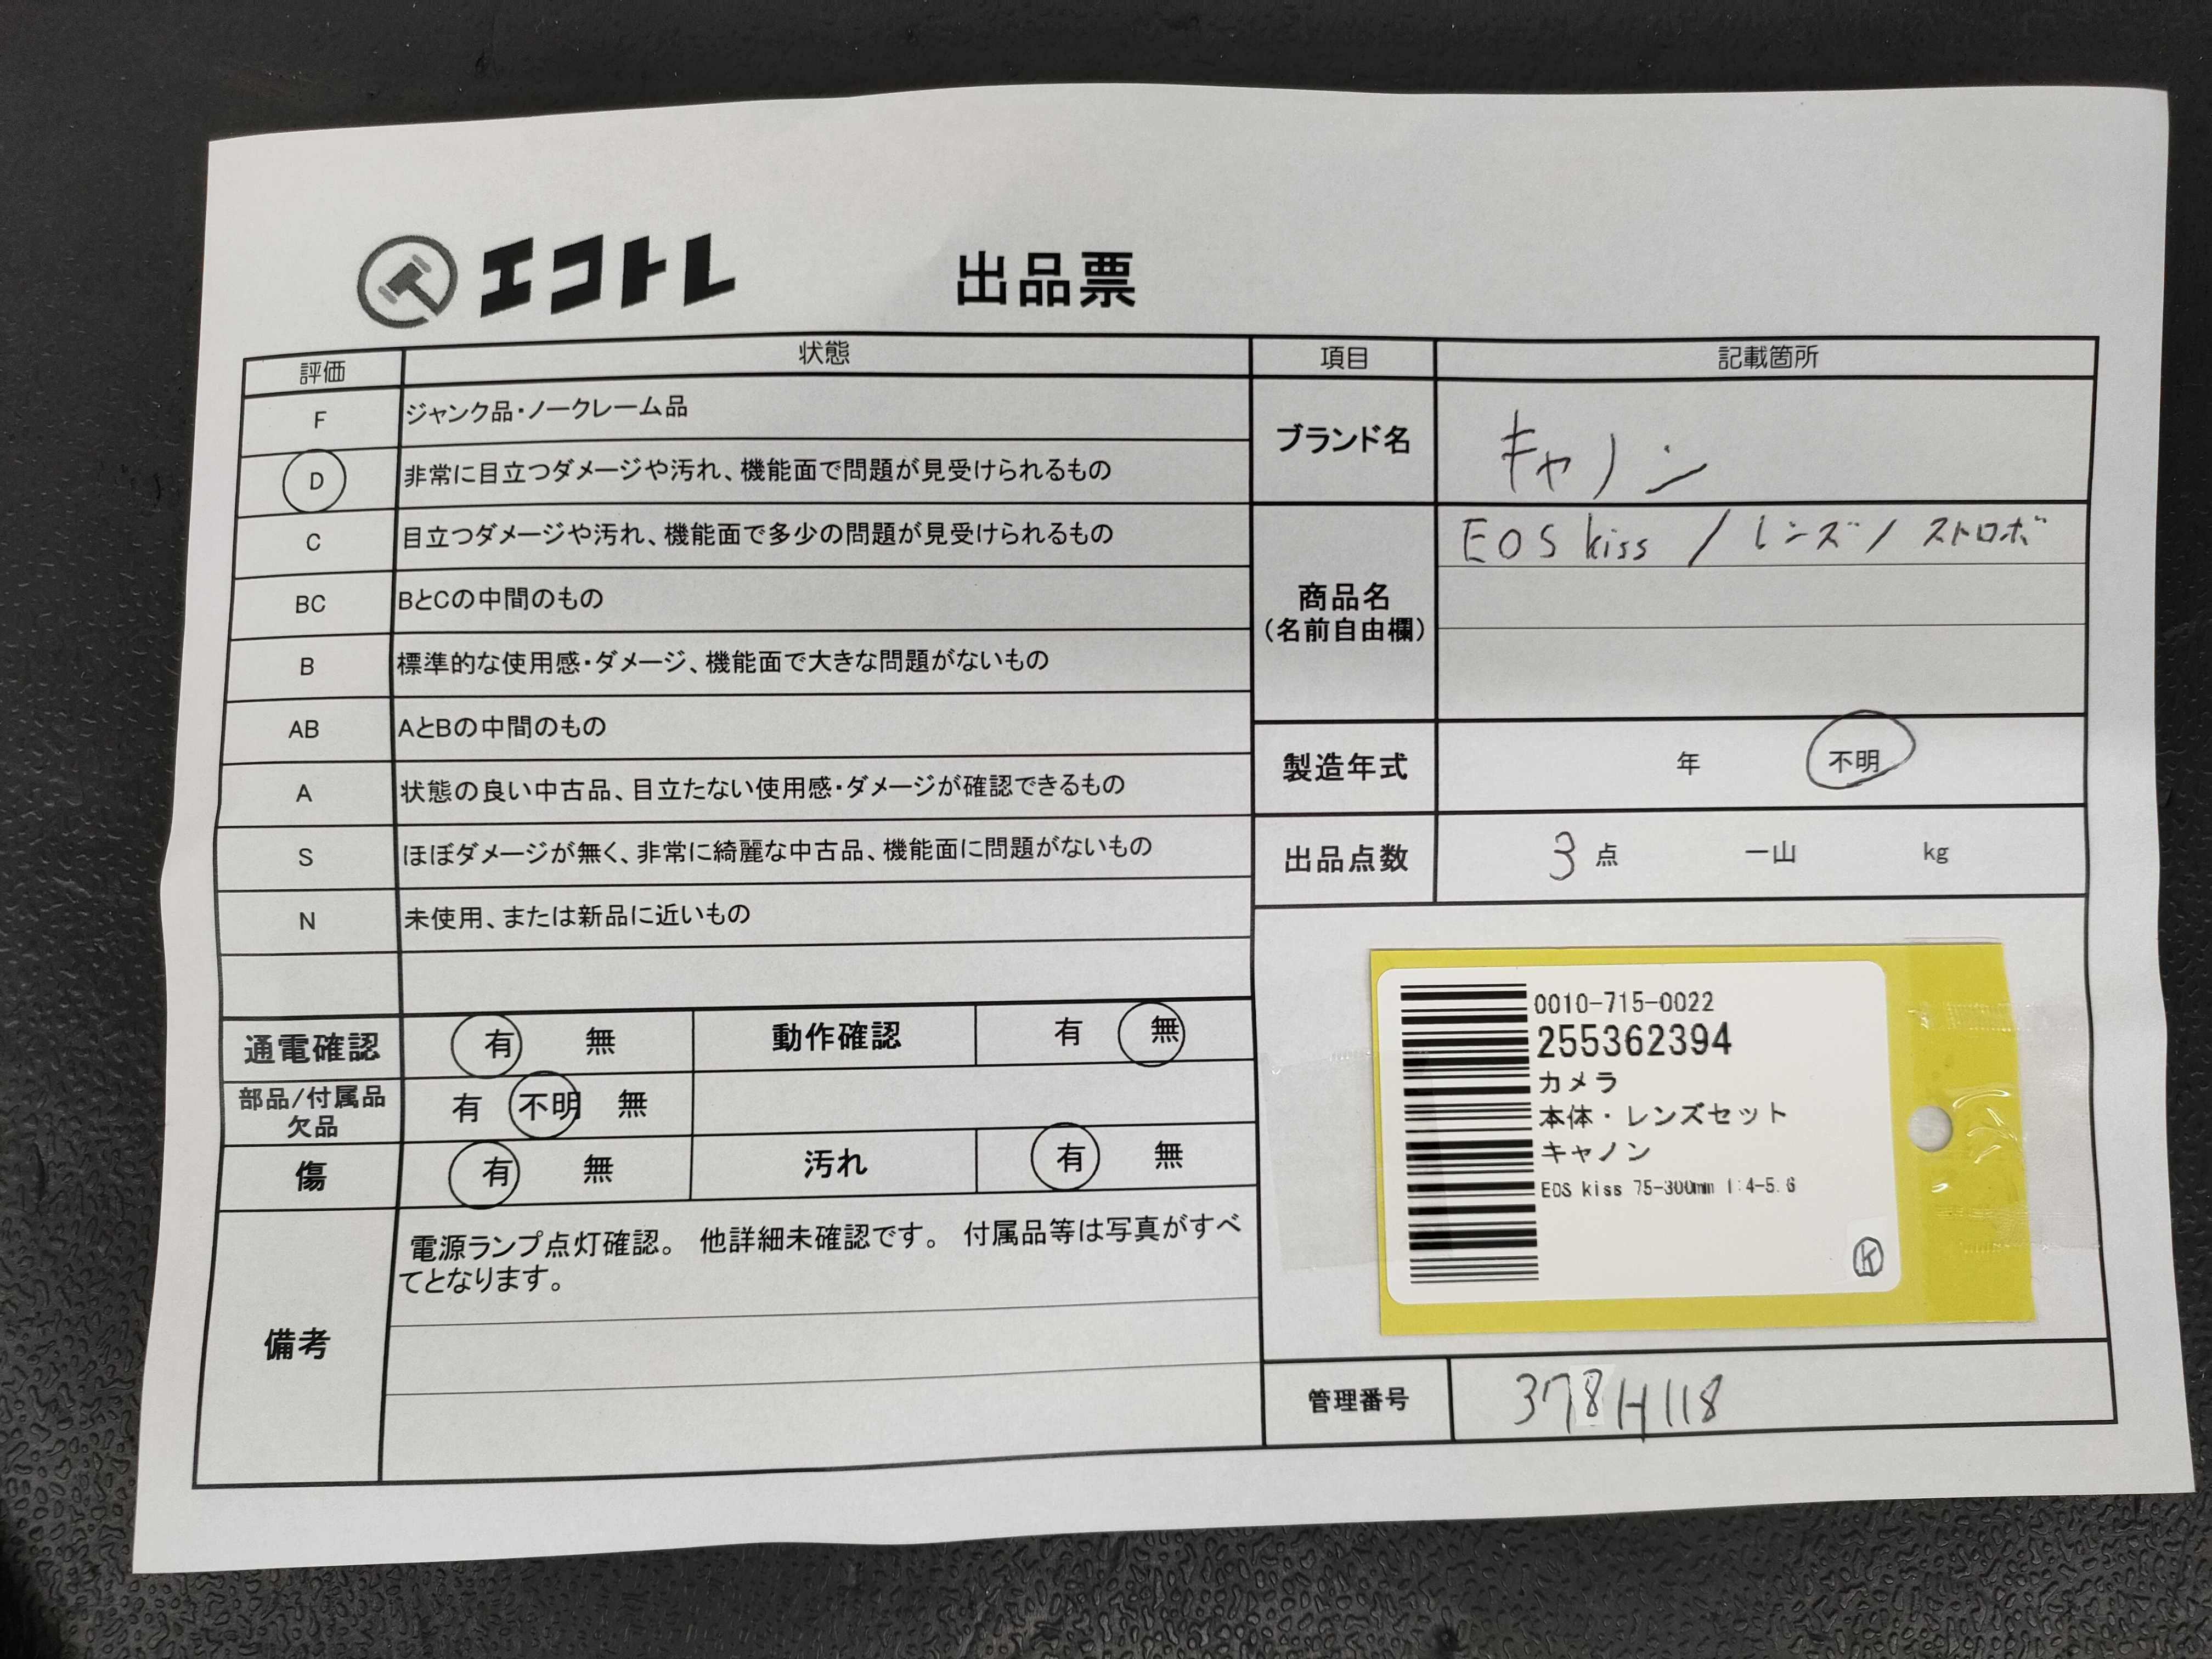 エコトレ
出品票
評価 状態
F ジャンク品・ノークレーム品
D 非常に目立つダメージや汚れ、機能面で問題が見受けられるもの
C 目立つダメージや汚れ、機能面で多少の問題が見受けられるもの
BC BとCの中間のもの
B 標準的な使用感・ダメージ、機能面で大きな問題がないもの
AB AとBの中間のもの
A 状態の良い中古品、目立たない使用感・ダメージが確認できるもの
S ほぼダメージが無く、非常に綺麗な中古品、機能面に問題がないもの
N 未使用、または新品に近いもの
通電確認 有 無 動作確認 有 無
部品/付属品
欠品
有 不明 無
傷 有 無 汚れ 有 無
備考
電源ランプ点灯確認。 他詳細未確認です。 付属品等は写真がすべ
てとなります。
項目 記載箇所
ブランド名 キャノン
商品名
(名前自由欄)
EOS kiss / レンズ / ストロボ
製造年式 年 不明
出品点数 3 点 一山 kg
0010-715-0022
255362394
カメラ
本体・レンズセット
キャノン
EOS kiss 75-300mm 1:4-5.6
K
管理番号 378H118